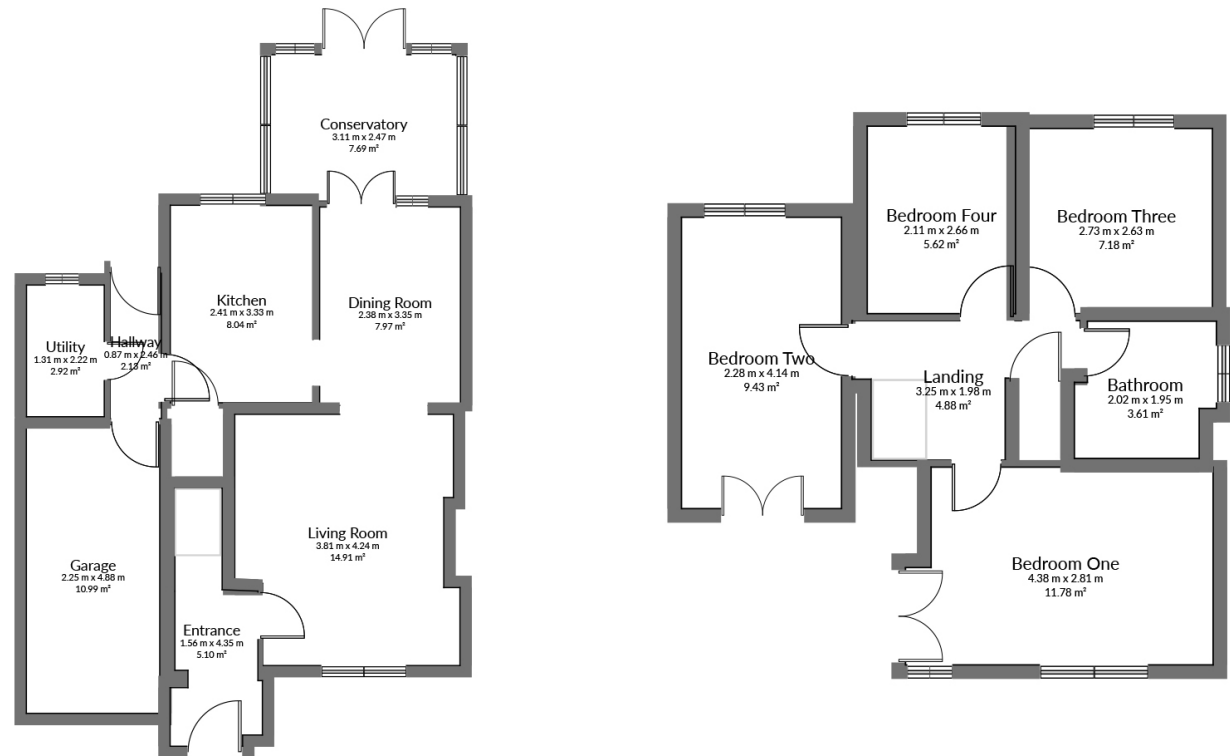 Conservatory
3.11 m x 2.47 m
7.69 m²
Kitchen
2.41 m x 3.33 m
8.04 m²
Dining Room
2.38 m x 3.35 m
7.97 m²
Utility
1.31 m x 2.22 m
2.92 m²
Hallway
0.87 m x 2.46 m
2.13 m²
Living Room
3.81 m x 4.24 m
14.91 m²
Garage
2.25 m x 4.88 m
10.99 m²
Entrance
1.56 m x 4.35 m
5.10 m²
Bedroom Four
2.11 m x 2.66 m
5.62 m²
Bedroom Three
2.73 m x 2.63 m
7.18 m²
Bedroom Two
2.28 m x 4.14 m
9.43 m²
Landing
3.25 m x 1.98 m
4.88 m²
Bathroom
2.02 m x 1.95 m
3.61 m²
Bedroom One
4.38 m x 2.81 m
11.78 m²